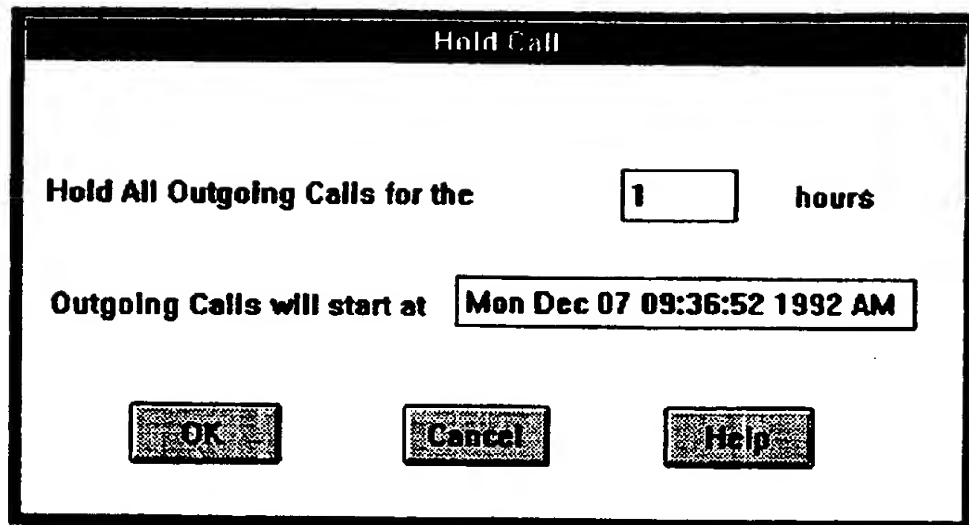 Hold Call
Hold All Outgoing Calls for the 1 hours
Outgoing Calls will start at Mon Dec 07 09:36:52 1992 AM
OK Cancel Help